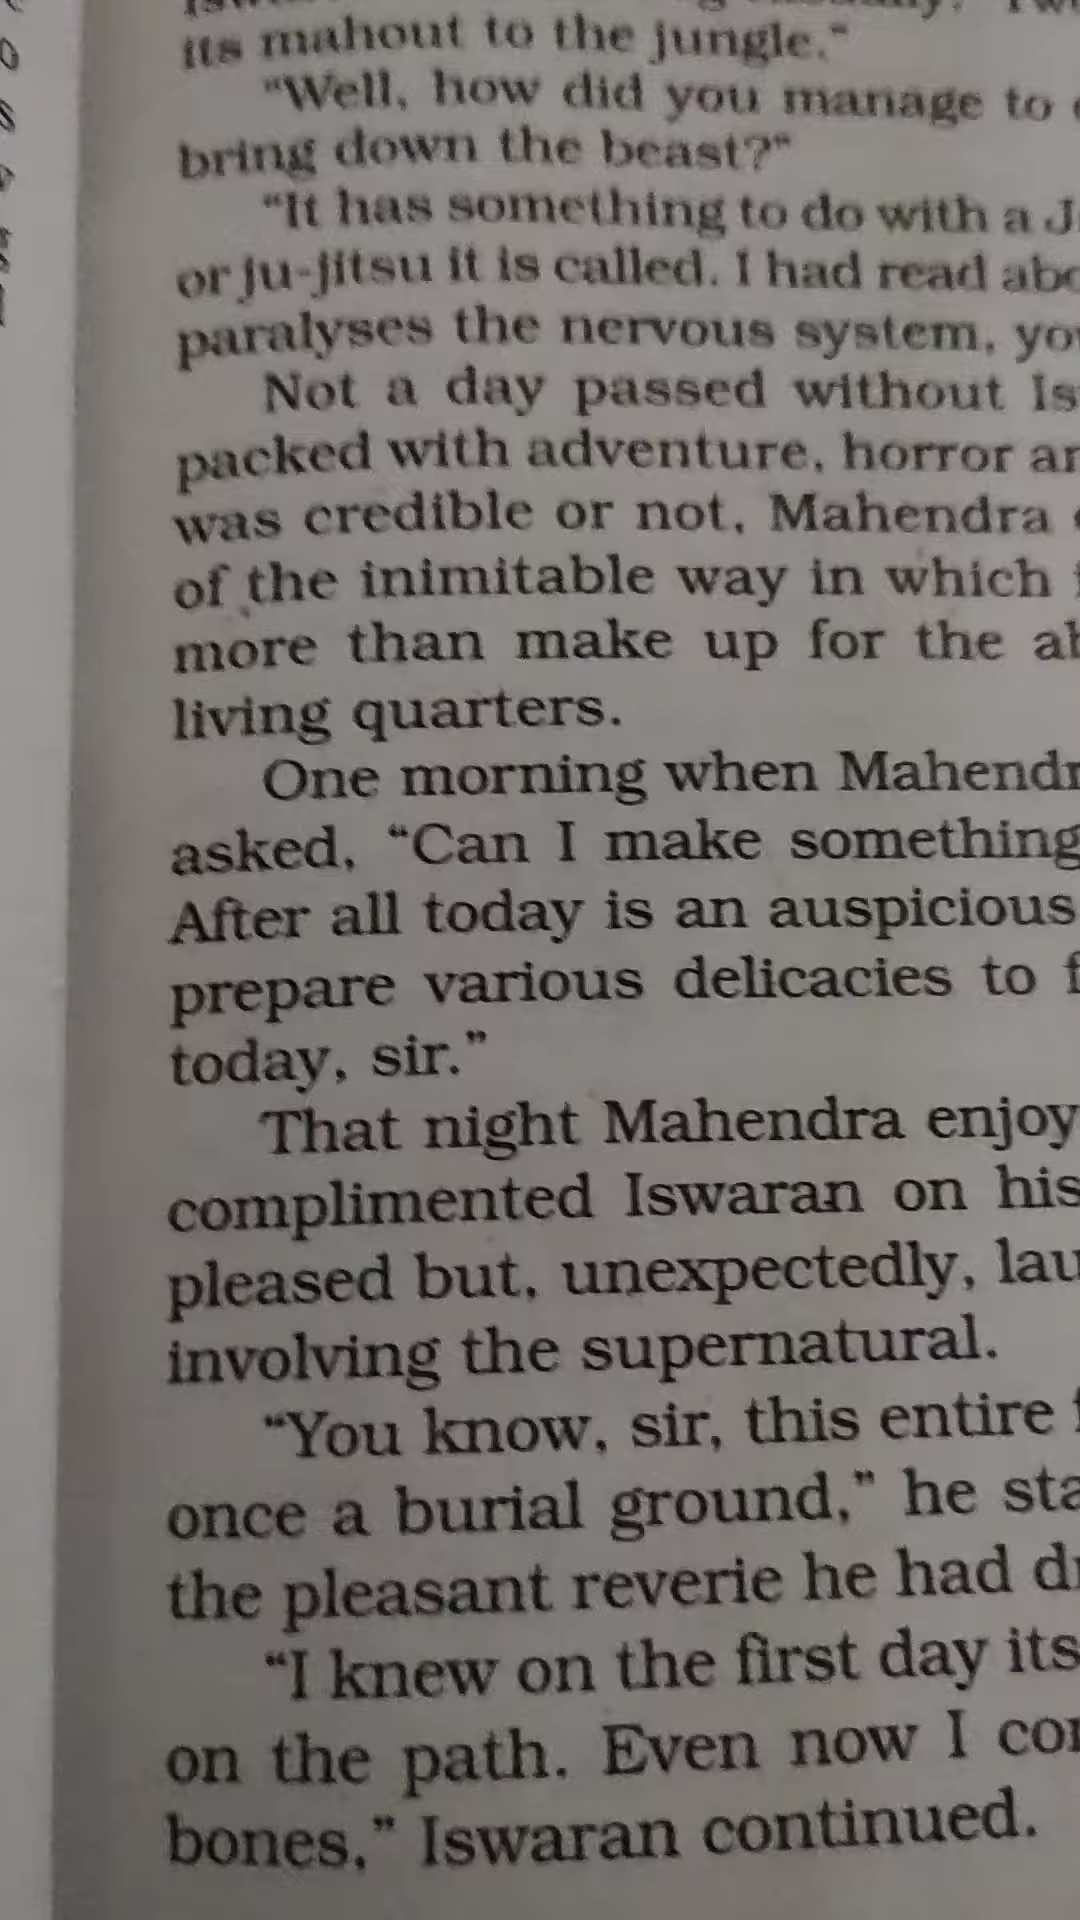 its mahout to the jungle."
"Well, how did you manage to
bring down the beast?"
"It has something to do with a
or ju-jitsu it is called. I had read
paralyses the nervous system,
Not a day passed without
packed with adventure, horror
was credible or not, Mahendra
of the inimitable way in which
more than make up for the
living quarters.
One morning when
asked, “Can I make something
After all today is an auspicious
prepare various delicacies to
today, sir.”
That night Mahendra
complimented Iswaran on his
pleased but, unexpectedly,
involving the supernatural.
“You know, sir, this entire
once a burial ground,” he
the pleasant reverie he had
“I knew on the first day
on the path. Even now I
bones,” Iswaran continued.